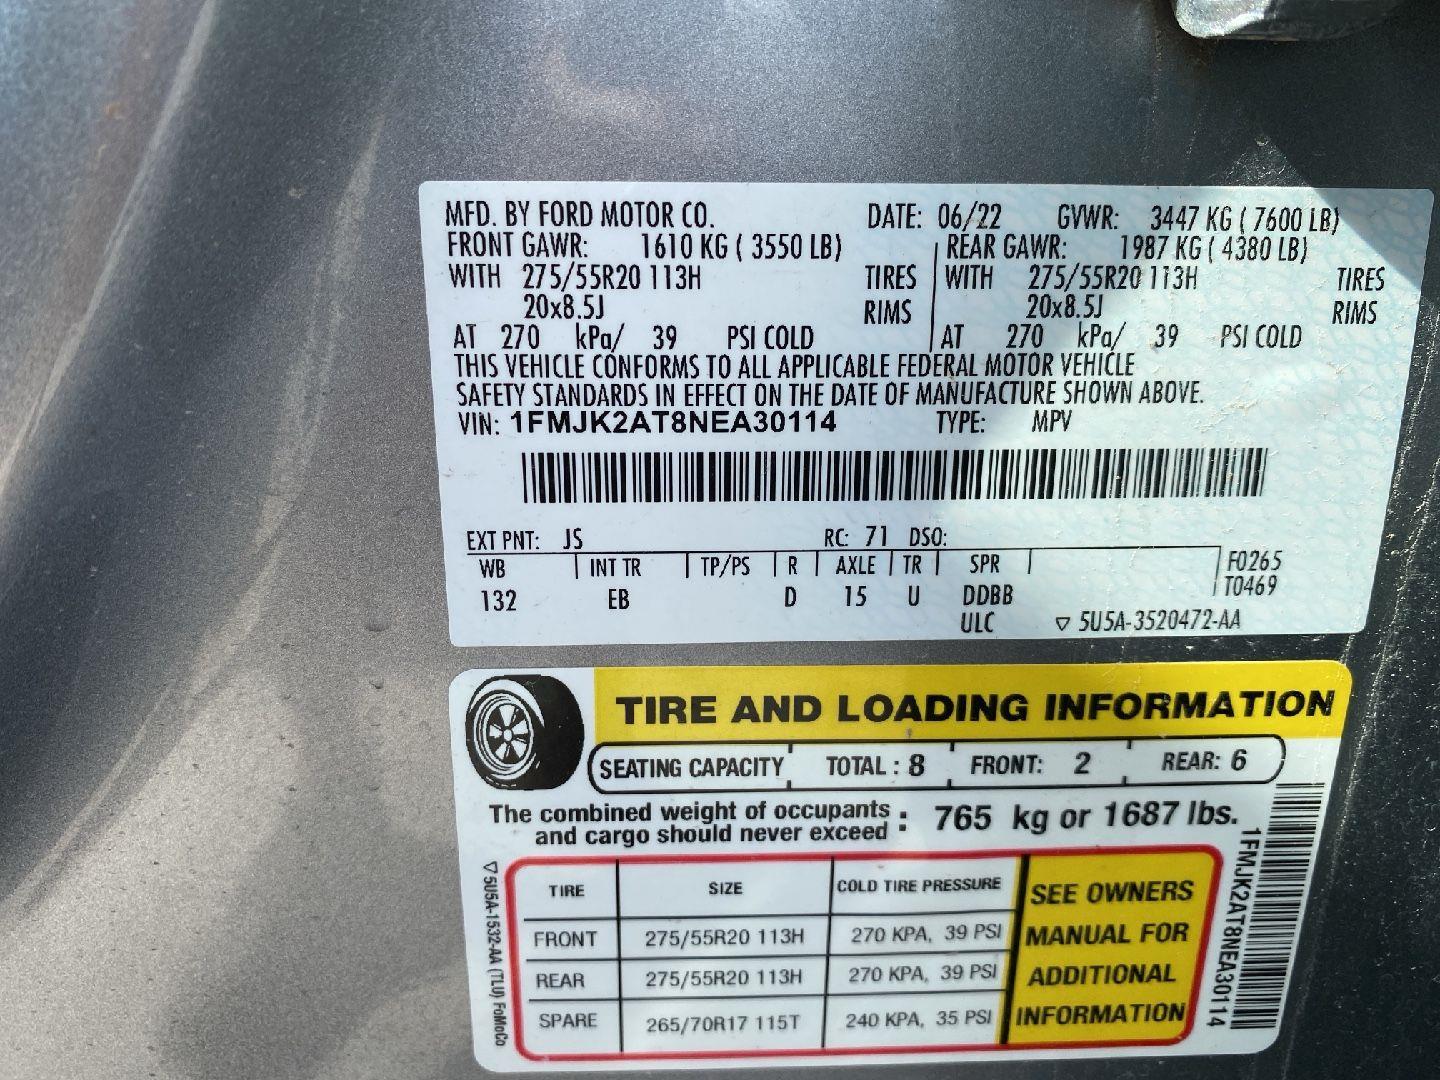 MFD. BY FORD MOTOR CO. DATE: 06/22 GVWR: 3447 KG ( 7600 LB)
FRONT GAWR: 1610 KG ( 3550 LB) REAR GAWR: 1987 KG ( 4380 LB)
WITH 275/55R20 113H TIRES WITH 275/55R20 113H TIRES
20x8.5J RIMS 20x8.5J RIMS
AT 270 kPa/ 39 PSI COLD AT 270 kPa/ 39 PSI COLD
THIS VEHICLE CONFORMS TO ALL APPLICABLE FEDERAL MOTOR VEHICLE
SAFETY STANDARDS IN EFFECT ON THE DATE OF MANUFACTURE SHOWN ABOVE.
VIN: 1FMJK2AT8NEA30114 TYPE: MPV
EXT PNT: JS RC: 71 DSO:
WB INT TR TP/PS R AXLE TR SPR F0265
132 EB D 15 U DDBB T0469
ULC ▽ 5U5A-3520472-AA
TIRE AND LOADING INFORMATION
SEATING CAPACITY TOTAL : 8 FRONT: 2 REAR: 6
The combined weight of occupants
and cargo should never exceed : 765 kg or 1687 lbs.
TIRE SIZE COLD TIRE PRESSURE
FRONT 275/55R20 113H 270 KPA, 39 PSI
REAR 275/55R20 113H 270 KPA, 39 PSI
SPARE 265/70R17 115T 240 KPA, 35 PSI
SEE OWNERS
MANUAL FOR
ADDITIONAL
INFORMATION
▽ 5U5A-1532-AA (TLU) FoMoCo
1FMJK2AT8NEA30114